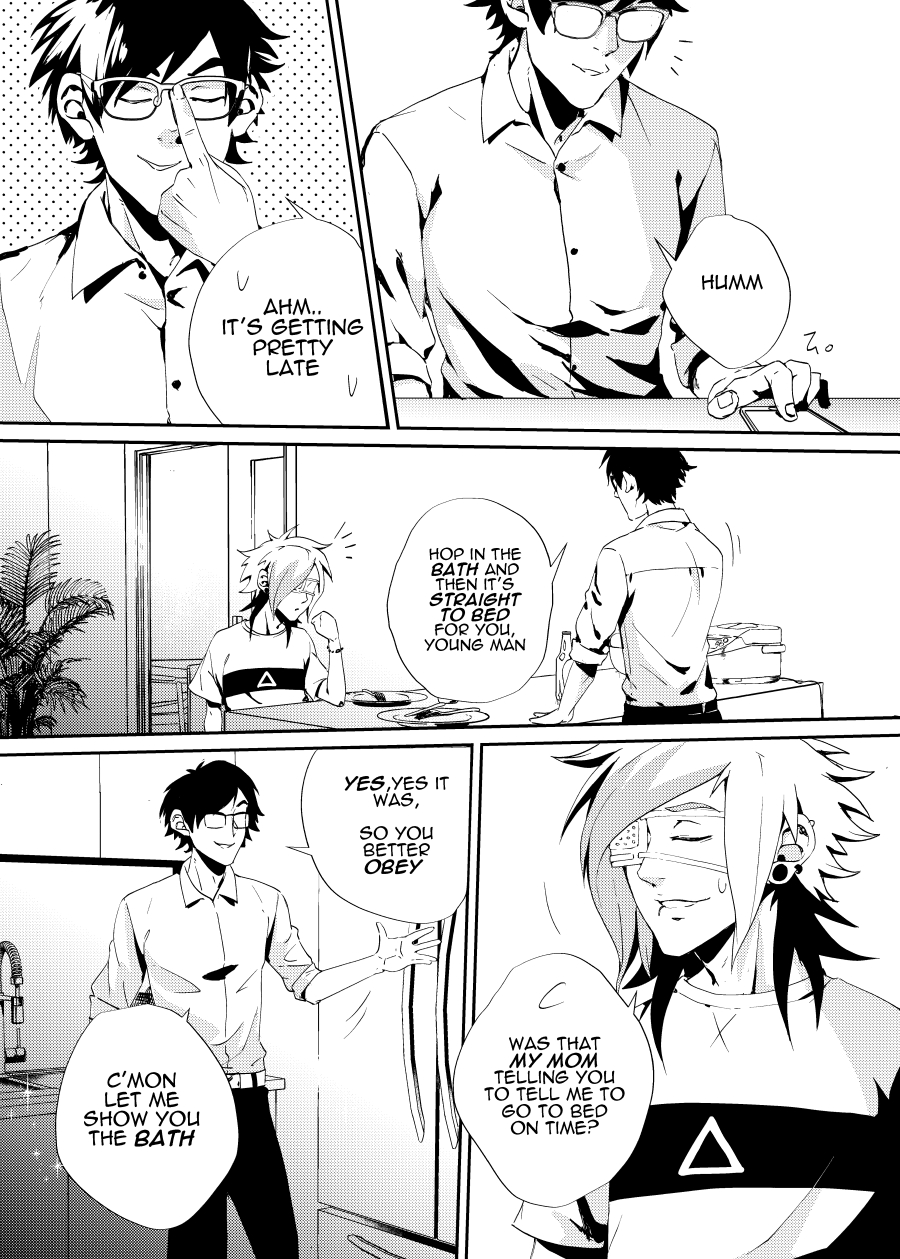 HUMM
AHM..
IT'S GETTING
PRETTY
LATE
HOP IN THE
BATH AND
THEN IT'S
STRAIGHT
TO BED
FOR YOU,
YOUNG MAN
WAS THAT
MY MOM
TELLING YOU
TO TELL ME TO
GO TO BED
ON TIME?
YES,YES IT
WAS,
SO YOU
BETTER
OBEY
C'MON
LET ME
SHOW YOU
THE BATH